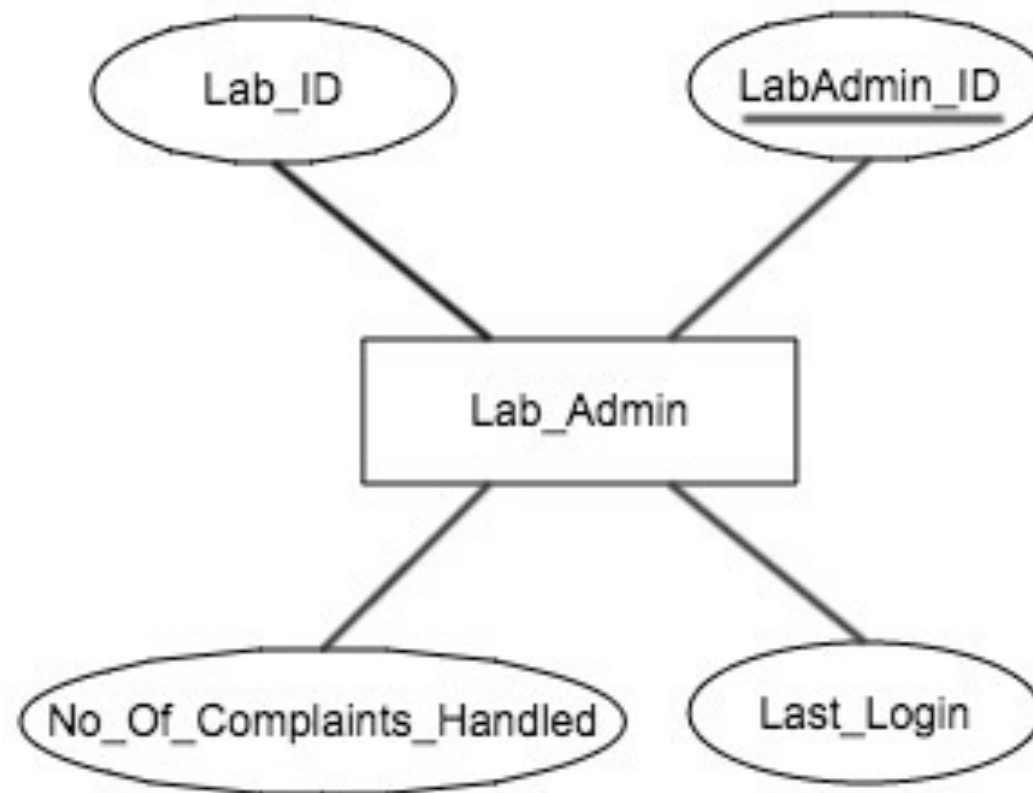 Lab_ID
LabAdmin_ID
Lab_Admin
No_Of_Complaints_Handled
Last_Login